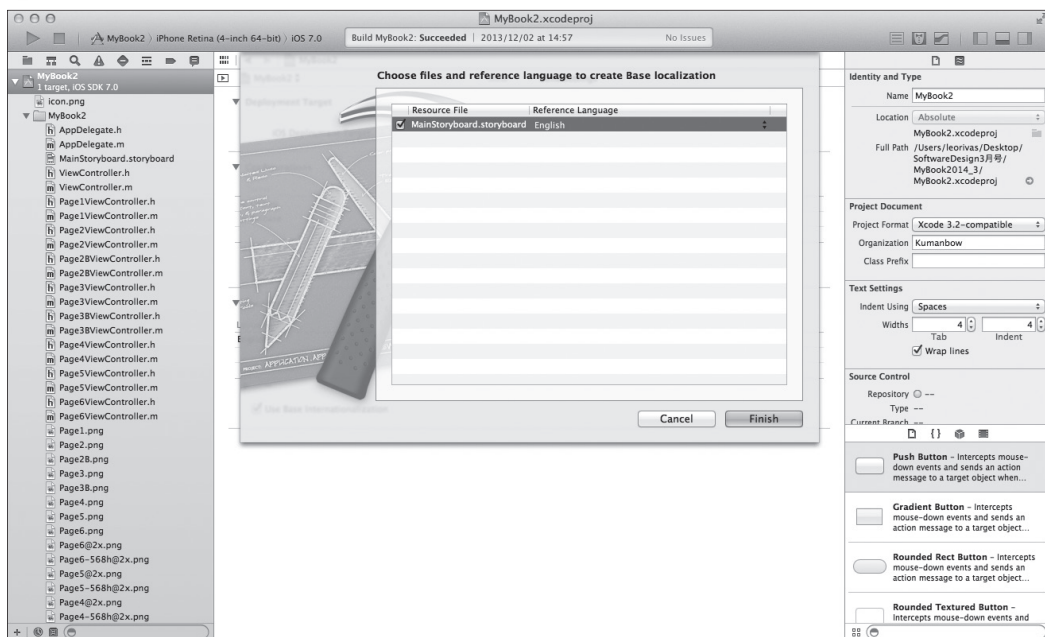 MyBook2.xcodeproj
MyBook2 〉 iPhone Retina (4-inch 64-bit) 〉 iOS 7.0
Build MyBook2: Succeeded | 2013/12/02 at 14:57
No Issues
MyBook2
1 target, iOS SDK 7.0
icon.png
MyBook2
h AppDelegate.h
m AppDelegate.m
MainStoryboard.storyboard
h ViewController.h
m ViewController.m
h Page1ViewController.h
m Page1ViewController.m
h Page2ViewController.h
m Page2ViewController.m
h Page2BViewController.h
m Page2BViewController.m
h Page3ViewController.h
m Page3ViewController.m
h Page3BViewController.h
m Page3BViewController.m
h Page4ViewController.h
m Page4ViewController.m
h Page5ViewController.h
m Page5ViewController.m
h Page6ViewController.h
m Page6ViewController.m
Page1.png
Page2.png
Page2B.png
Page3.png
Page3B.png
Page4.png
Page5.png
Page6.png
Page6@2x.png
Page6-568h@2x.png
Page5@2x.png
Page5-568h@2x.png
Page4@2x.png
Page4-568h@2x.png
MyBook2
Deployment Target
Choose files and reference language to create Base localization
Resource File
Reference Language
MainStoryboard.storyboard
English
PROJECT APPLICATION.APP
Use Base Internationalization
Cancel
Finish
Identity and Type
Name MyBook2
Location Absolute
MyBook2.xcodeproj
Full Path /Users/leorivas/Desktop/
SoftwareDesign3月号/
MyBook2014_3/
MyBook2.xcodeproj
Project Document
Project Format Xcode 3.2-compatible
Organization Kumanbow
Class Prefix
Text Settings
Indent Using Spaces
Widths 4 4
Tab Indent
Wrap lines
Source Control
Repository --
Type --
Current Branch --
{}
Push Button - Intercepts mouse-
down events and sends an action
message to a target object when...
Gradient Button - Intercepts
mouse-down events and sends an
action message to a target object...
Rounded Rect Button - Intercepts
mouse-down events and sends an
action message to a target object...
Rounded Textured Button -
Intercepts mouse-down events and